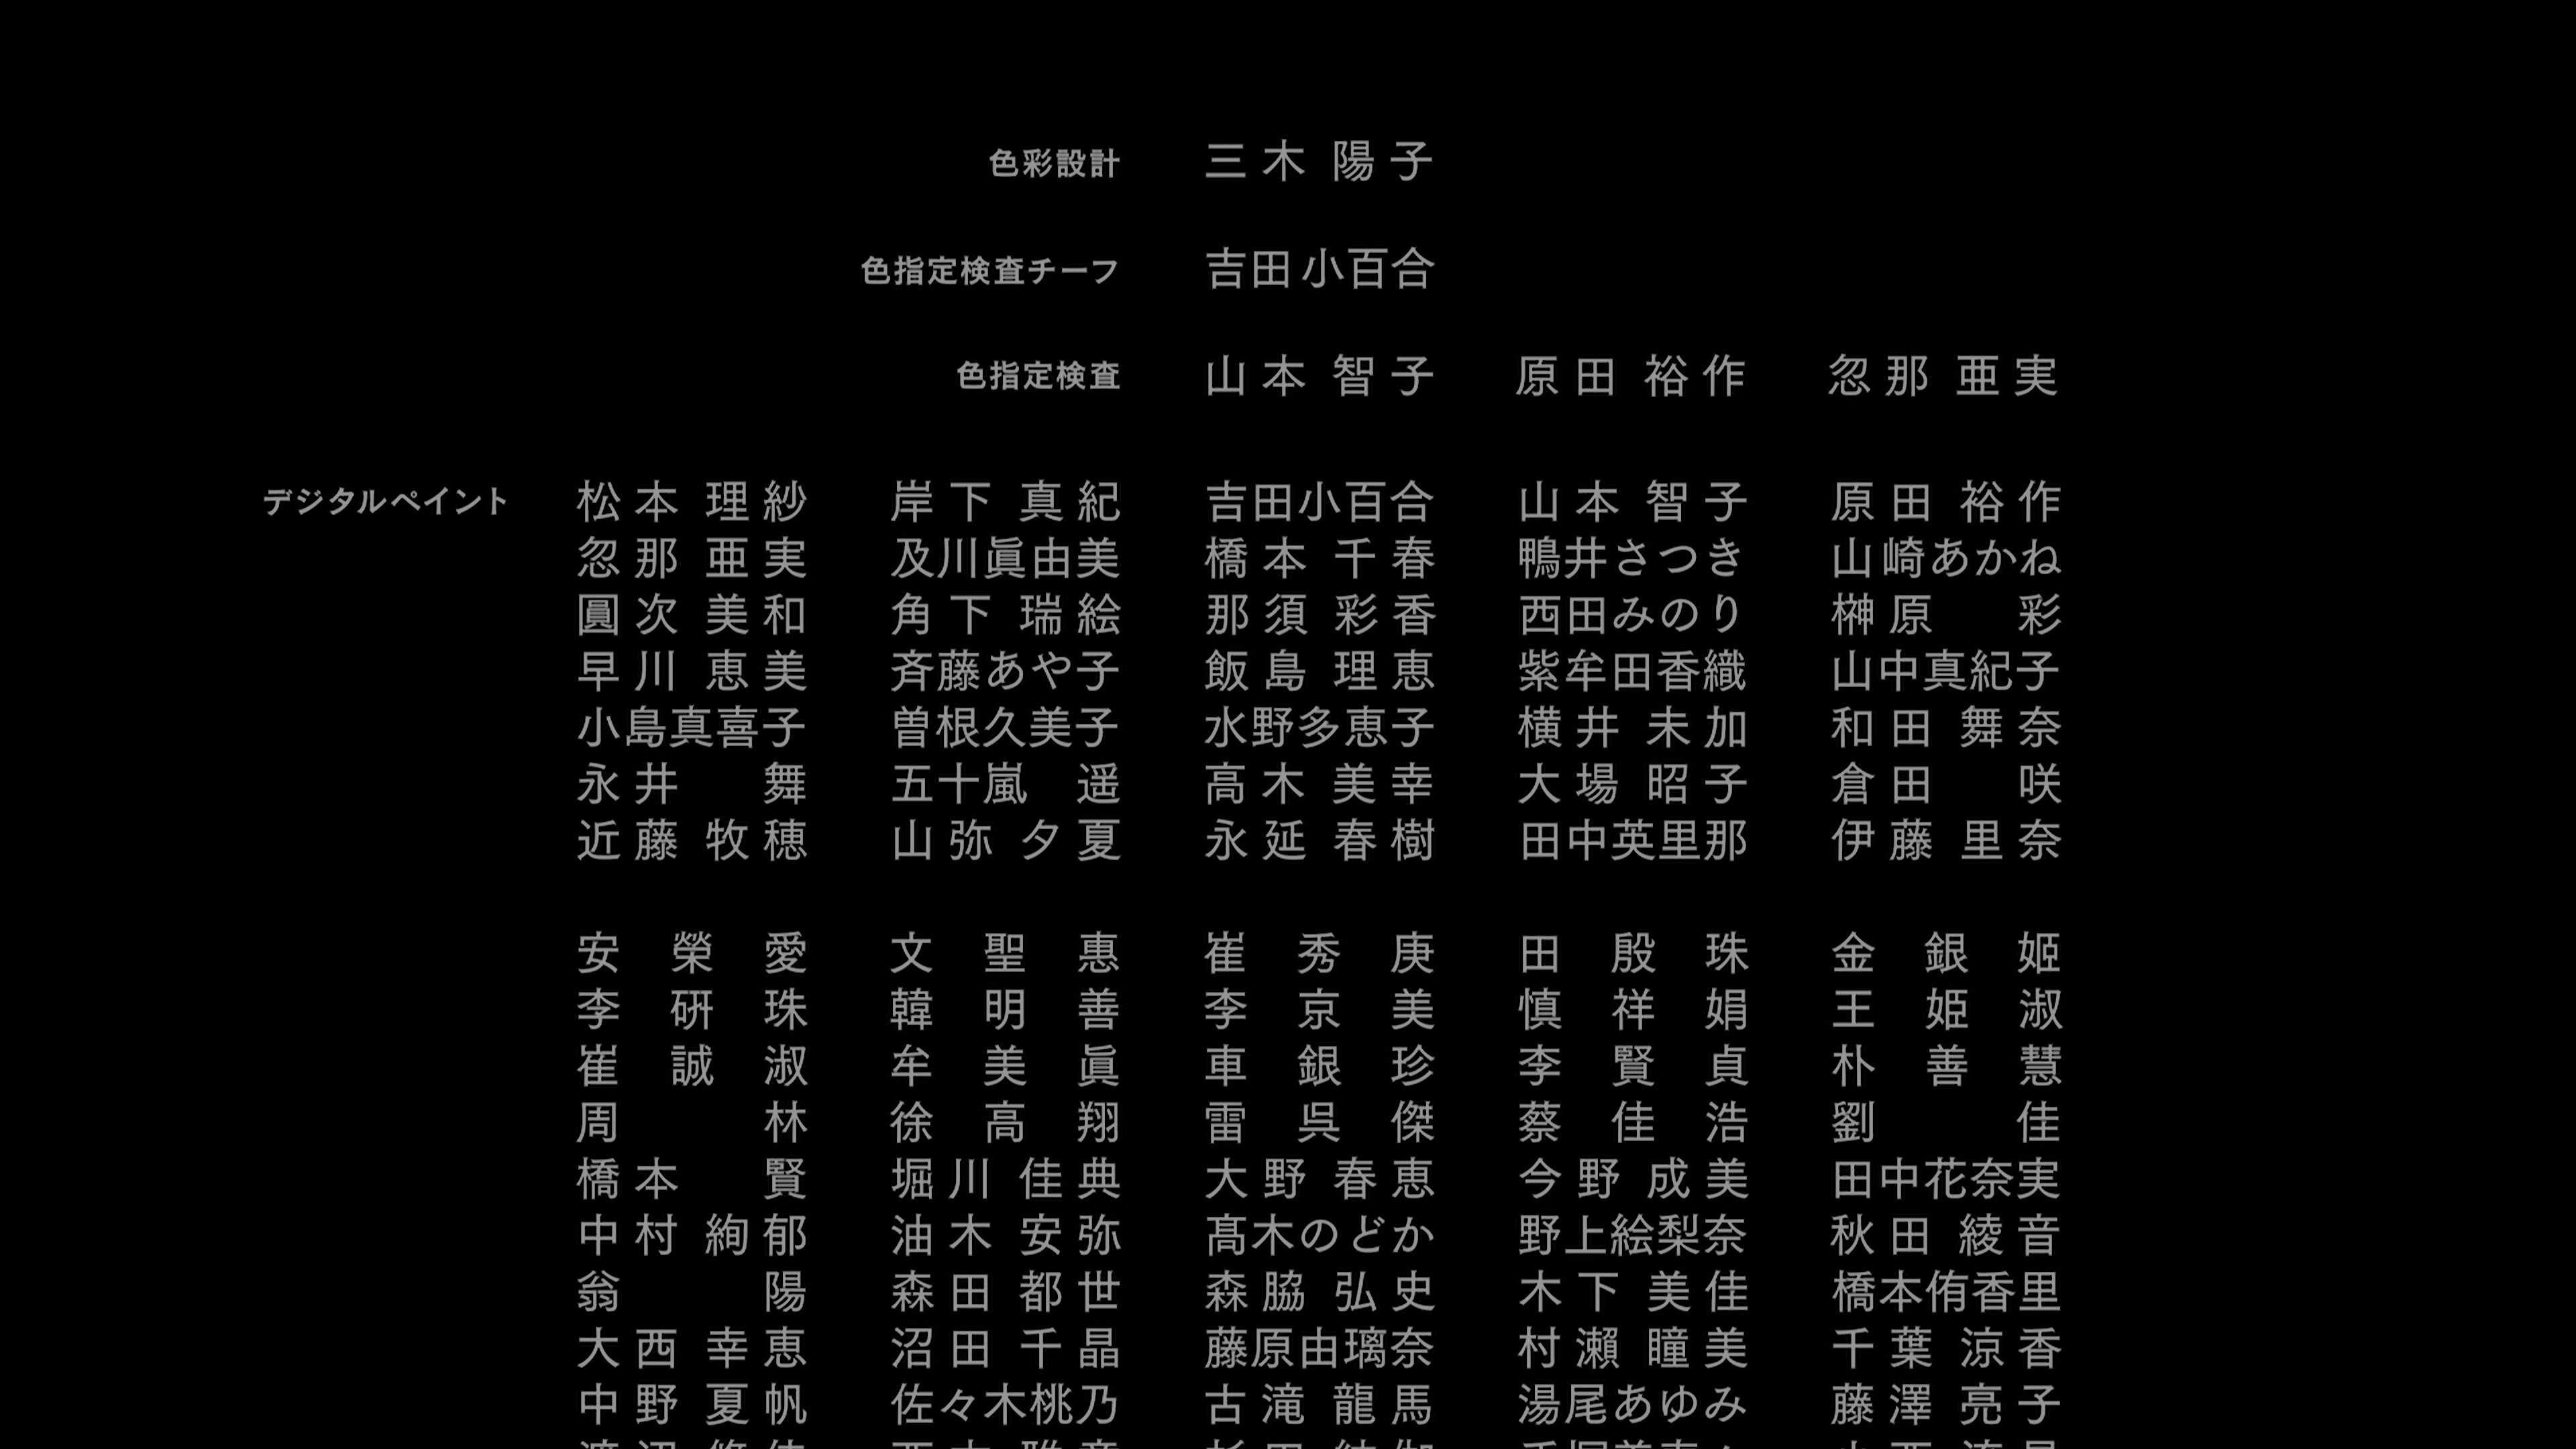 色彩設計 三木陽子
色指定検査チーフ 吉田小百合
色指定検査 山本智子 原田裕作 忽那亜実
デジタルペイント 松本理紗 岸下真紀 吉田小百合 山本智子 原田裕作
忽那亜実 及川眞由美 橋本千春 鴨井さつき 山崎あかね
圓次美和 角下瑞絵 那須彩香 西田みのり 榊原彩
早川恵美 斉藤あや子 飯島理恵 紫牟田香織 山中真紀子
小島真喜子 曽根久美子 水野多恵子 横井未加 和田舞奈
永井舞 五十嵐遥 高木美幸 大場昭子 倉田咲
近藤牧穂 山弥夕夏 永延春樹 田中英里那 伊藤里奈
安榮愛 文聖惠 崔秀庚 田殷珠 金銀姫
李硏珠 韓明善 李京美 慎祥娟 王姫淑
崔誠淑 牟美眞 車銀珍 李賢貞 朴善慧
周林 徐高翔 雷呉傑 蔡佳浩 劉佳
橋本賢 堀川佳典 大野春恵 今野成美 田中花奈実
中村絢郁 油木安弥 髙木のどか 野上絵梨奈 秋田綾音
翁陽 森田都世 森脇弘史 木下美佳 橋本侑香里
大西幸恵 沼田千晶 藤原由璃奈 村瀬瞳美 千葉涼香
中野夏帆 佐々木桃乃 古滝龍馬 湯尾あゆみ 藤澤亮子